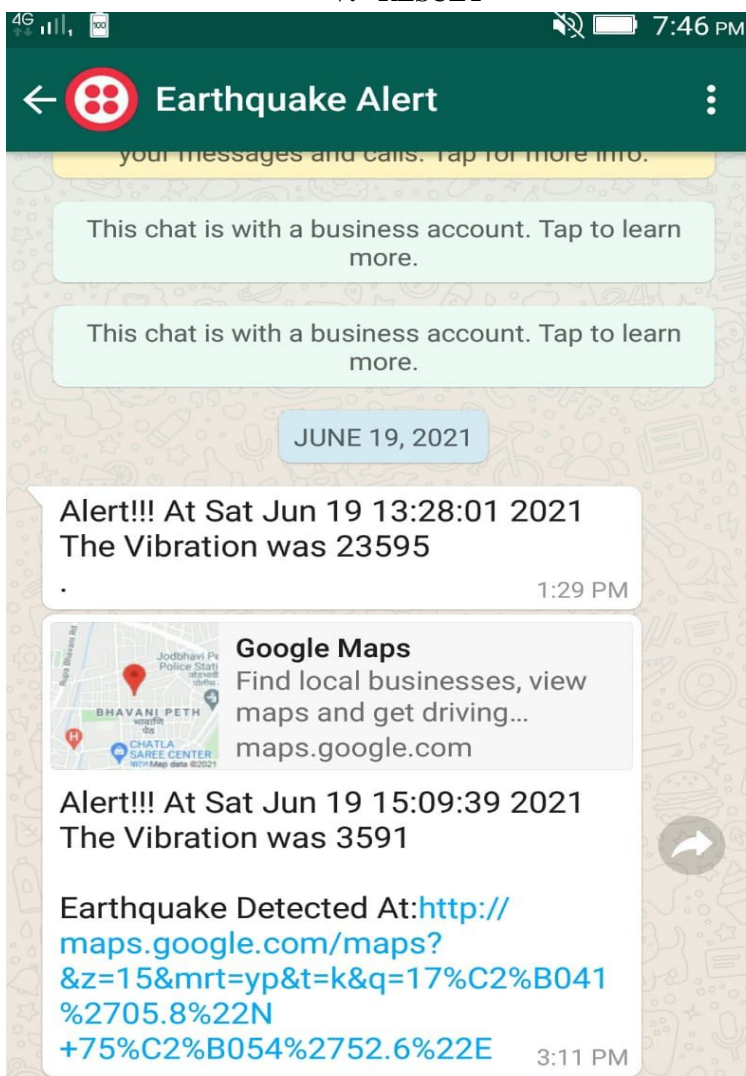 4G 100 7:46 PM
Earthquake Alert
your messages and calls. Tap for more info.
This chat is with a business account. Tap to learn
more.
This chat is with a business account. Tap to learn
more.
JUNE 19, 2021
Alert!!! At Sat Jun 19 13:28:01 2021
The Vibration was 23595
.
1:29 PM
Rupa Bhavani Rd
Jodbhavi Pe
Police Stati
BHAVANI PETH
भवानी
पेठ
H
CHATLA
SAREE CENTER
Map data ©2021
Google Maps
Find local businesses, view
maps and get driving...
maps.google.com
Alert!!! At Sat Jun 19 15:09:39 2021
The Vibration was 3591
Earthquake Detected At:http://
maps.google.com/maps?
&z=15&mrt=yp&t=k&q=17%C2%B041
%2705.8%22N
+75%C2%B054%2752.6%22E 3:11 PM